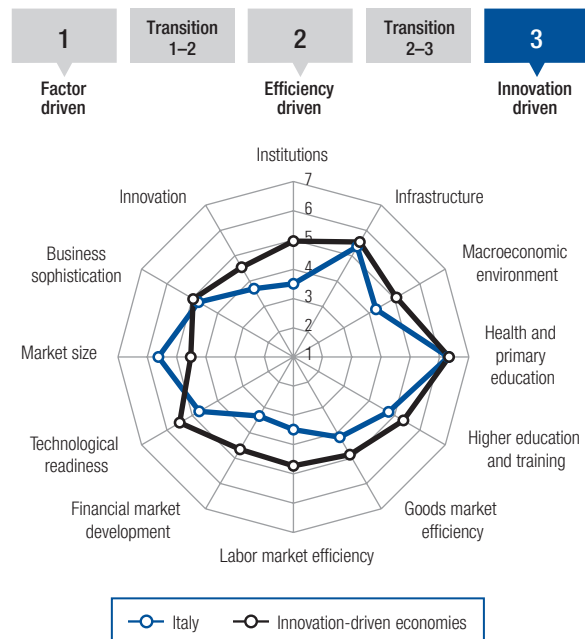 1
Transition
1–2
2
Transition
2–3
3
Factor
driven
Efficiency
driven
Innovation
driven
Institutions
Infrastructure
Macroeconomic
environment
Health and
primary
education
Higher education
and training
Goods market
efficiency
Labor market efficiency
Financial market
development
Technological
readiness
Market size
Business
sophistication
Innovation
7
6
5
4
3
2
1
Italy
Innovation-driven economies